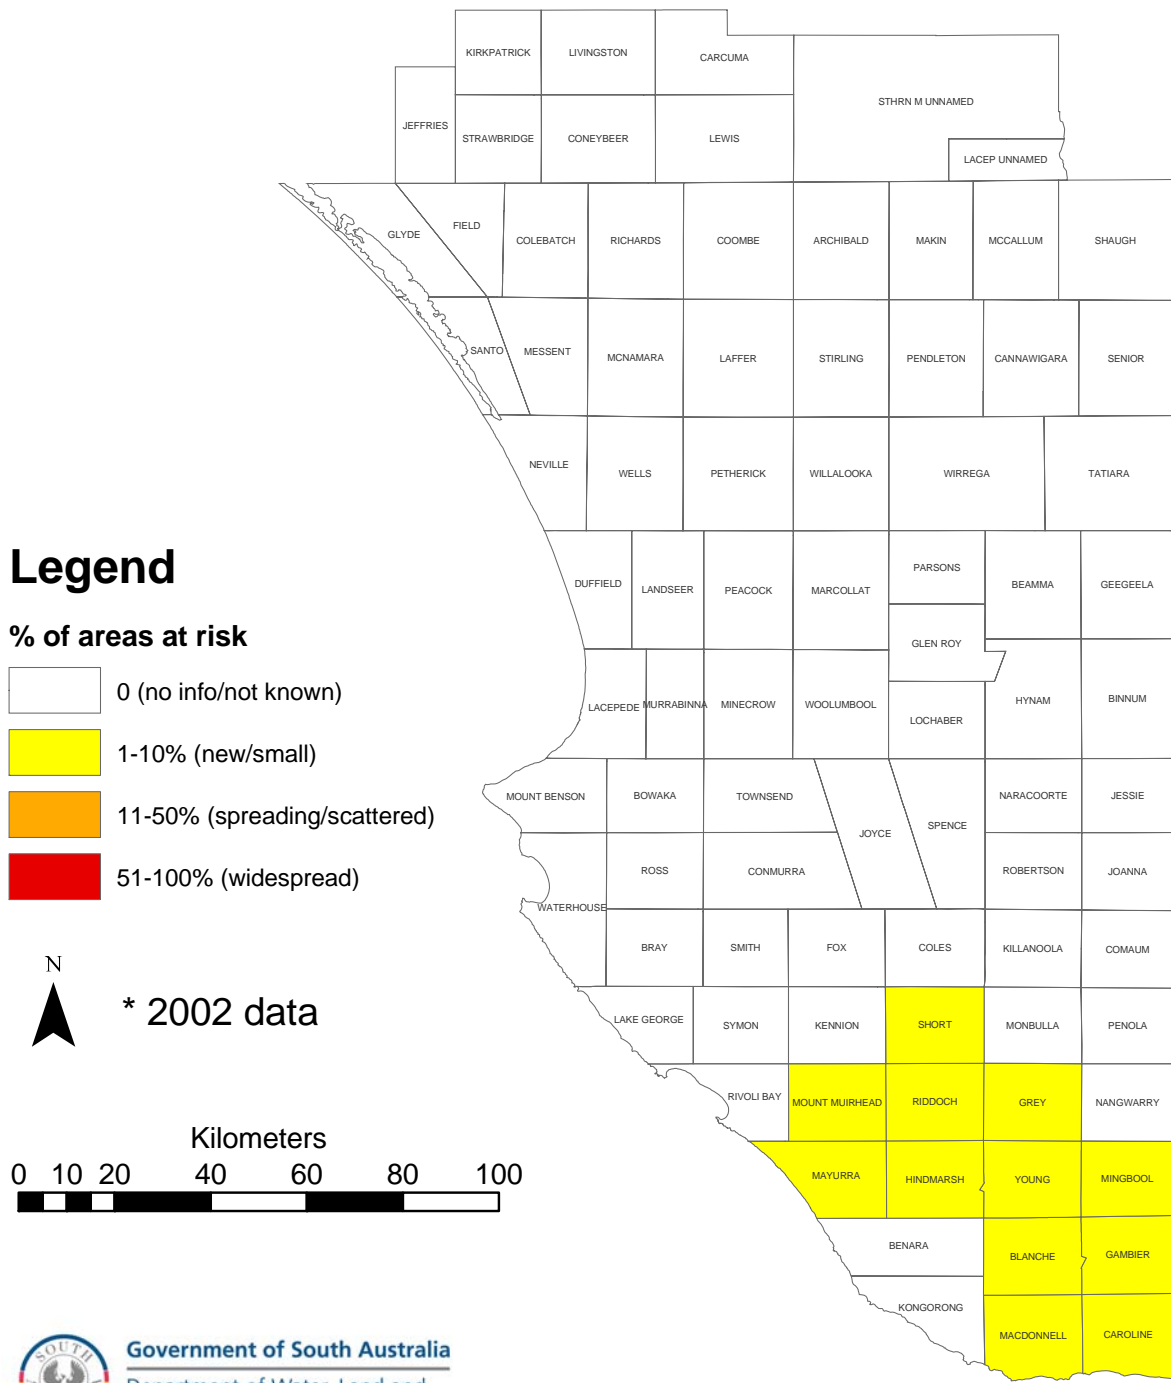 KIRKPATRICK
LIVINGSTON
CARCUMA
STHRN M UNNAMED
JEFFRIES
STRAWBRIDGE
CONEYBEER
LEWIS
LACEP UNNAMED
GLYDE
FIELD
COLEBATCH
RICHARDS
COOMBE
ARCHIBALD
MAKIN
MCCALLUM
SHAUGH
SANTO
MESSENT
MCNAMARA
LAFFER
STIRLING
PENDLETON
CANNAWIGARA
SENIOR
NEVILLE
WELLS
PETHERICK
WILLALOOKA
WIRREGA
TATIARA
DUFFIELD
LANDSEER
PEACOCK
MARCOLLAT
PARSONS
BEAMMA
GEEGEELA
GLEN ROY
LACEPEDE
MURRABINNA
MINECROW
WOOLUMBOOL
LOCHABER
HYNAM
BINNUM
MOUNT BENSON
BOWAKA
TOWNSEND
JOYCE
SPENCE
NARACOORTE
JESSIE
WATERHOUSE
ROSS
CONMURRA
ROBERTSON
JOANNA
BRAY
SMITH
FOX
COLES
KILLANOOLA
COMAUM
LAKE GEORGE
SYMON
KENNION
SHORT
MONBULLA
PENOLA
RIVOLI BAY
MOUNT MUIRHEAD
RIDDOCH
GREY
NANGWARRY
MAYURRA
HINDMARSH
YOUNG
MINGBOOL
BENARA
BLANCHE
GAMBIER
KONGORONG
MACDONNELL
CAROLINE
Legend
% of areas at risk
0 (no info/not known)
1-10% (new/small)
11-50% (spreading/scattered)
51-100% (widespread)
N
* 2002 data
Kilometers
0 10 20 40 60 80 100
SOUTH
Government of South Australia
Department of Water, Land and